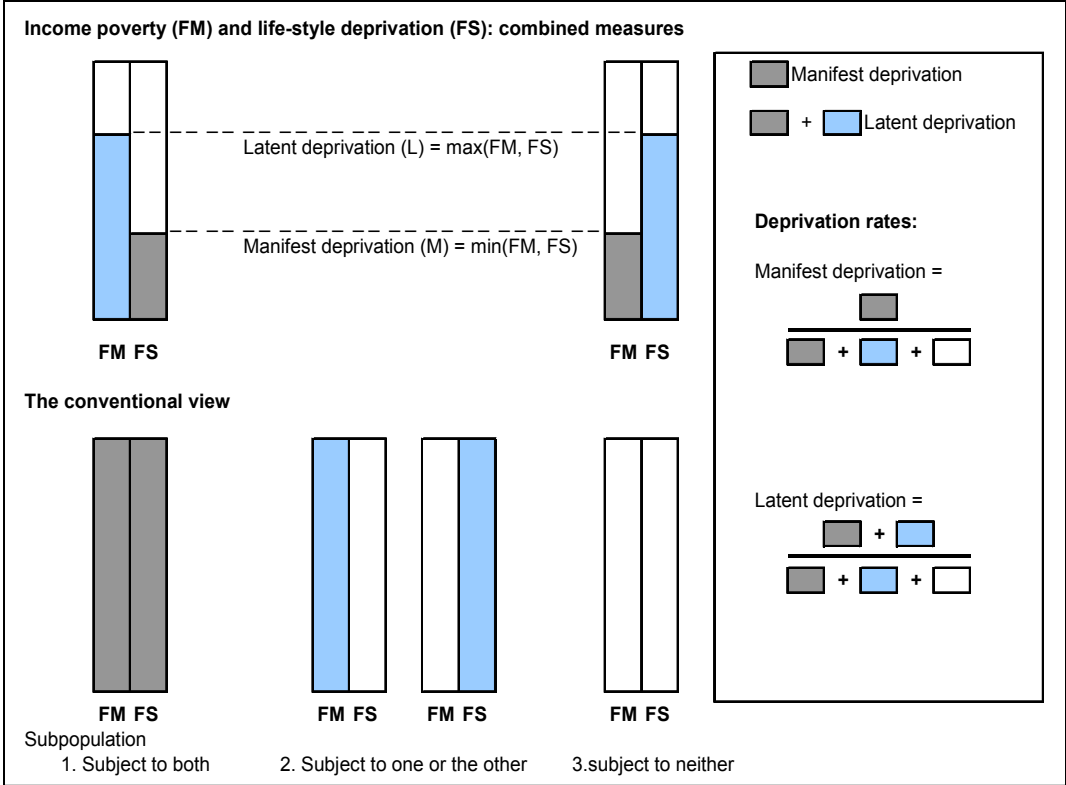 Income poverty (FM) and life-style deprivation (FS): combined measures
Latent deprivation (L) = max(FM, FS)
Manifest deprivation (M) = min(FM, FS)
FM FS
FM FS
Manifest deprivation
+ Latent deprivation
Deprivation rates:
Manifest deprivation =
+ +
Latent deprivation =
+
+ +
The conventional view
FM FS
FM FS
FM FS
FM FS
Subpopulation
1. Subject to both
2. Subject to one or the other
3.subject to neither